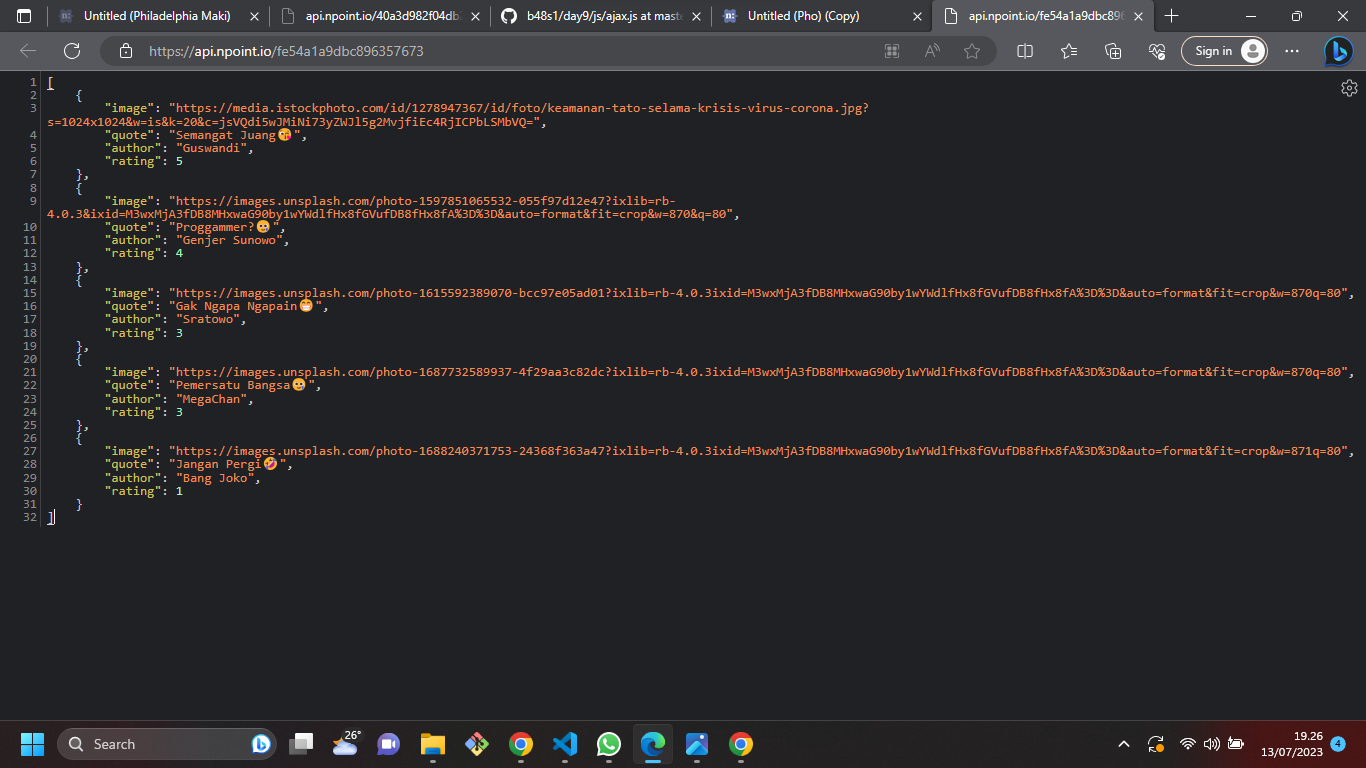 Untitled (Philadelphia Maki)
api.npoint.io/40a3d982f04db
b48s1/day9/js/ajax.js at maste
Untitled (Pho) (Copy)
api.npoint.io/fe54a1a9dbc896
https://api.npoint.io/fe54a1a9dbc896357673
Sign in
1 [
2 {
3 "image": "https://media.istockphoto.com/id/1278947367/id/foto/keamanan-tato-selama-krisis-virus-corona.jpg?
s=1024x1024&w=is&k=20&c=jsVQdi5wJMiNi73yZWJl5g2MvjfiEc4RjICPbLSMbVQ=",
4 "quote": "Semangat Juang😘",
5 "author": "Guswandi",
6 "rating": 5
7 },
8 {
9 "image": "https://images.unsplash.com/photo-1597851065532-055f97d12e47?ixlib=rb-
4.0.3&ixid=M3wxMjA3fDB8MHxwaG90by1wYWdlfHx8fGVufDB8fHx8fA%3D%3D&auto=format&fit=crop&w=870&q=80",
10 "quote": "Proggammer?😢",
11 "author": "Genjer Sunowo",
12 "rating": 4
13 },
14 {
15 "image": "https://images.unsplash.com/photo-1615592389070-bcc97e05ad01?ixlib=rb-4.0.3ixid=M3wxMjA3fDB8MHxwaG90by1wYWdlfHx8fGVufDB8fHx8fA%3D%3D&auto=format&fit=crop&w=870q=80",
16 "quote": "Gak Ngapa Ngapain😷",
17 "author": "Sratowo",
18 "rating": 3
19 },
20 {
21 "image": "https://images.unsplash.com/photo-1687732589937-4f29aa3c82dc?ixlib=rb-4.0.3ixid=M3wxMjA3fDB8MHxwaG90by1wYWdlfHx8fGVufDB8fHx8fA%3D%3D&auto=format&fit=crop&w=870q=80",
22 "quote": "Pemersatu Bangsa",
23 "author": "MegaChan",
24 "rating": 3
25 },
26 {
27 "image": "https://images.unsplash.com/photo-1688240371753-24368f363a47?ixlib=rb-4.0.3ixid=M3wxMjA3fDB8MHxwaG90by1wYWdlfHx8fGVufDB8fHx8fA%3D%3D&auto=format&fit=crop&w=871q=80",
28 "quote": "Jangan Pergi🤣",
29 "author": "Bang Joko",
30 "rating": 1
31 }
32 ]
Search
26°
19.26
13/07/2023
4